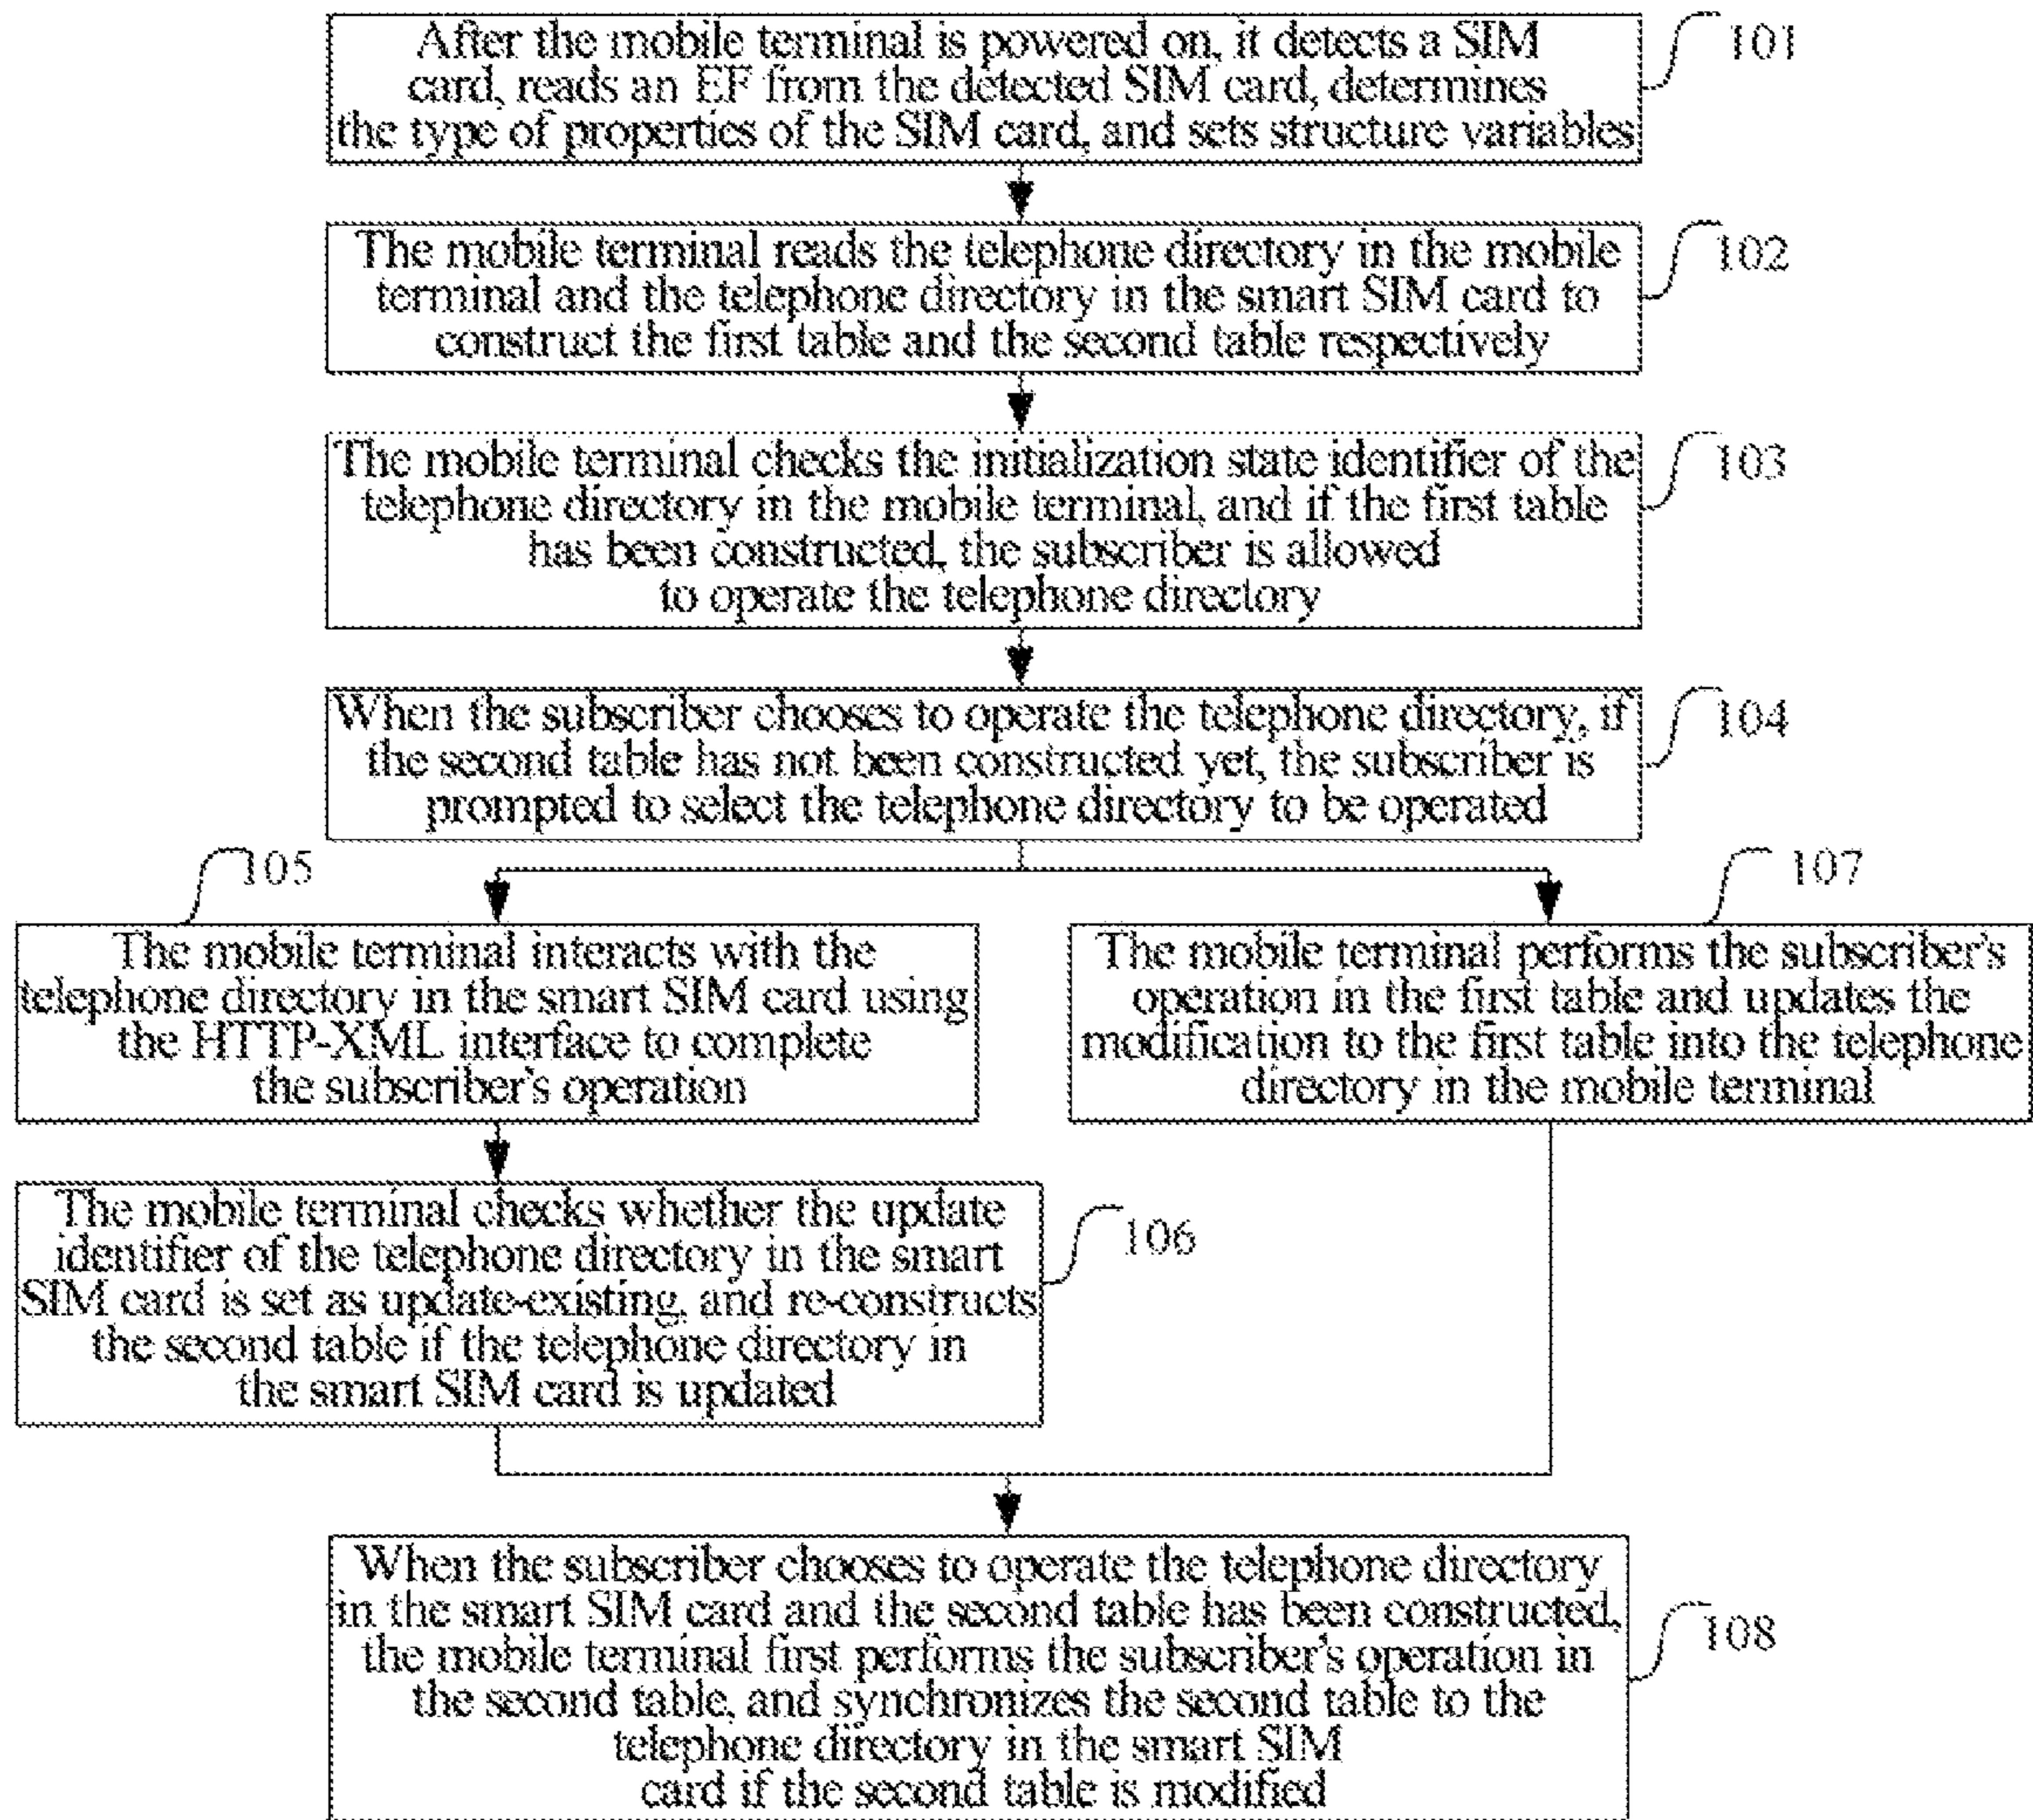 After the mobile terminal is powered on, it detects a SIM
card, reads an EF from the detected SIM card, determines
the type of properties of the SIM card, and sets structure variables
101
The mobile terminal reads the telephone directory in the mobile
terminal and the telephone directory in the smart SIM card to
construct the first table and the second table respectively
102
The mobile terminal checks the initialization state identifier of the
telephone directory in the mobile terminal, and if the first table
has been constructed, the subscriber is allowed
to operate the telephone directory
103
When the subscriber chooses to operate the telephone directory, if
the second table has not been constructed yet, the subscriber is
prompted to select the telephone directory to be operated
104
105
The mobile terminal interacts with the
telephone directory in the smart SIM card using
the HTTP-XML interface to complete
the subscriber's operation
107
The mobile terminal performs the subscriber's
operation in the first table and updates the
modification to the first table into the telephone
directory in the mobile terminal
The mobile terminal checks whether the update
identifier of the telephone directory in the smart
SIM card is set as update-existing, and re-constructs
the second table if the telephone directory in
the smart SIM card is updated
106
When the subscriber chooses to operate the telephone directory
in the smart SIM card and the second table has been constructed,
the mobile terminal first performs the subscriber's operation in
the second table, and synchronizes the second table to the
telephone directory in the smart SIM
card if the second table is modified
108